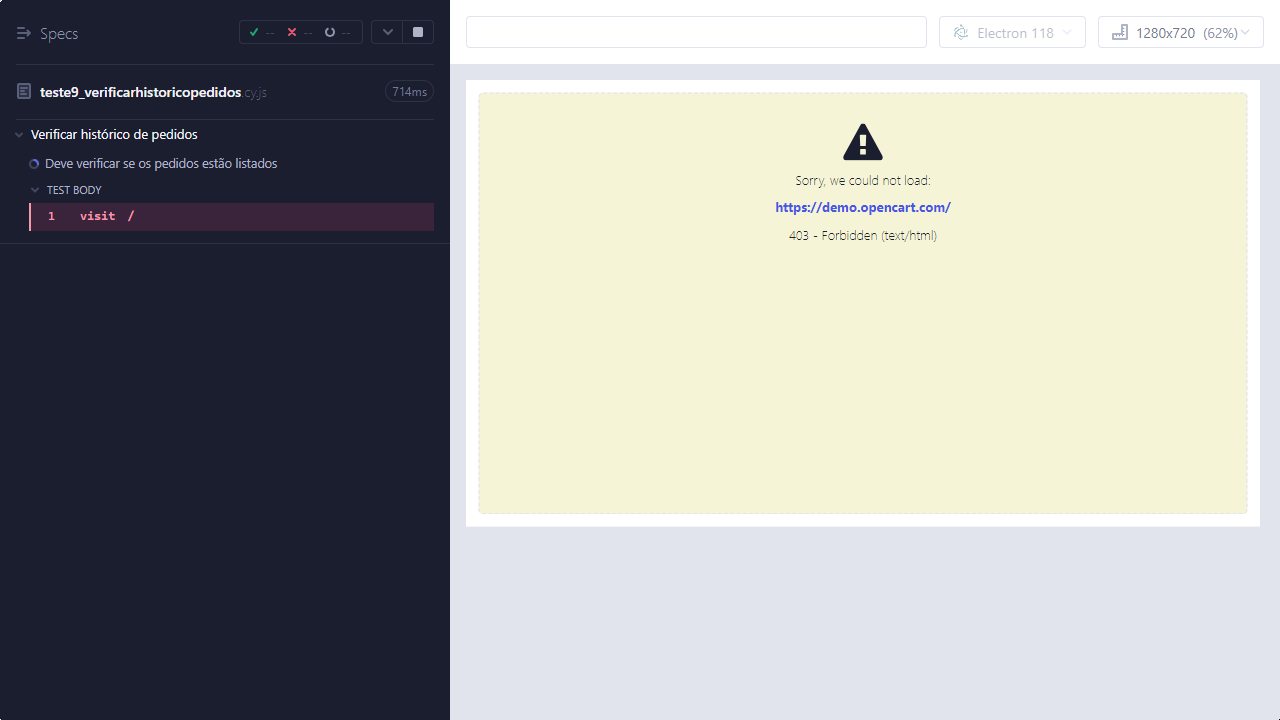 Specs
-- -- --
teste9_verificarhistoricopedidos.cy.js 714ms
Verificar histórico de pedidos
Deve verificar se os pedidos estão listados
TEST BODY
1 visit /
Electron 118
1280x720 (62%)
Sorry, we could not load:
https://demo.opencart.com/
403 - Forbidden (text/html)